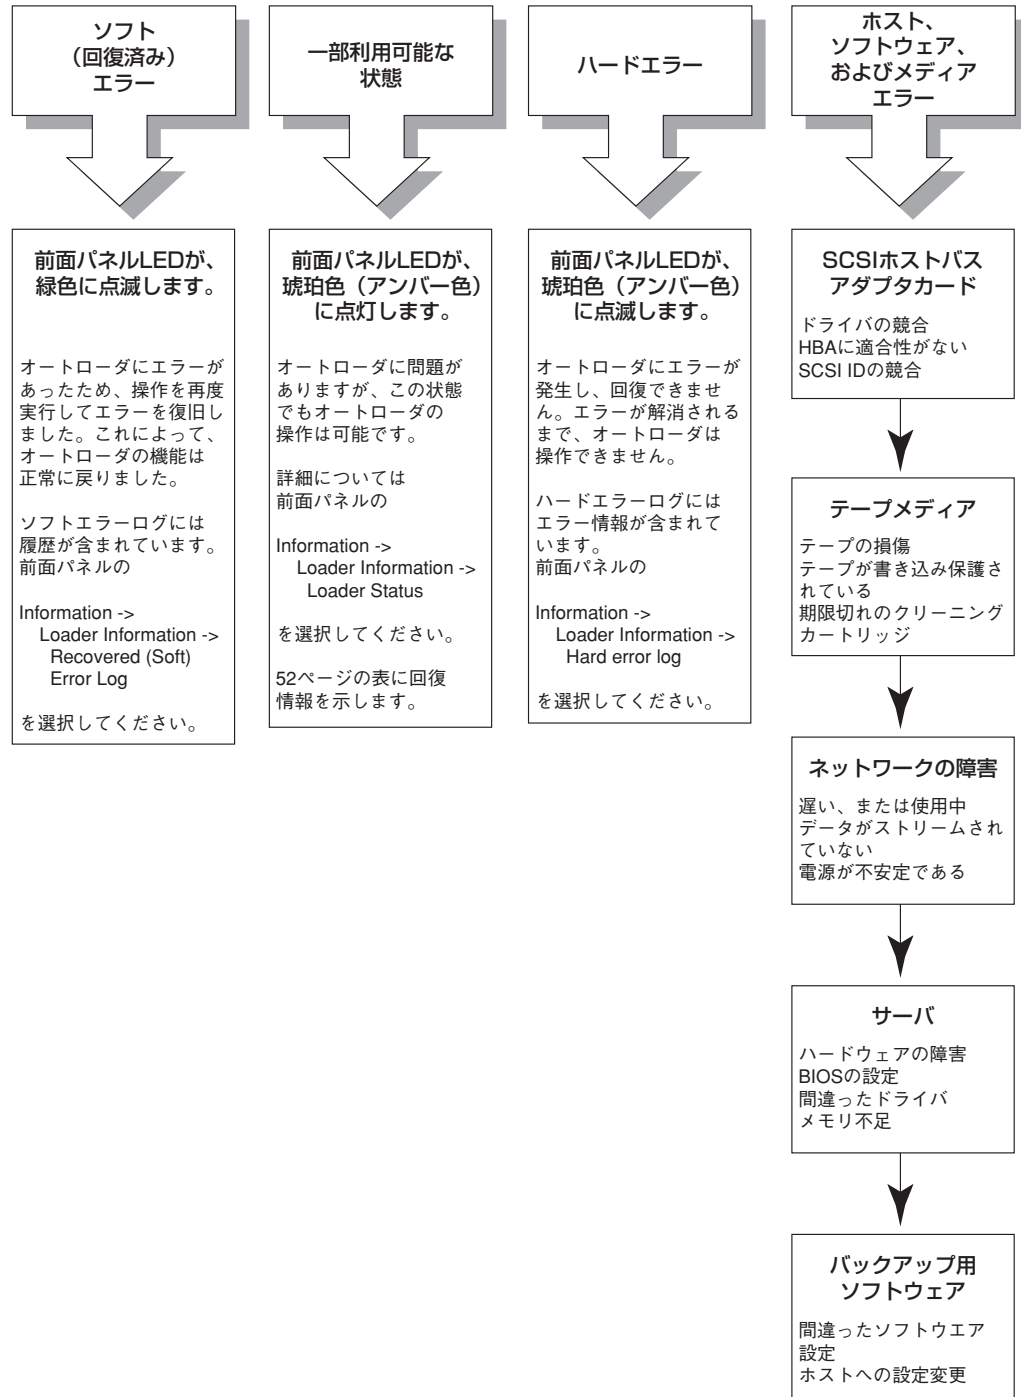 ソフト
（回復済み）
エラー
一部利用可能な
状態
ハードエラー
ホスト、
ソフトウェア、
およびメディア
エラー
前面パネルLEDが、
緑色に点滅します。
オートローダにエラーが
あったため、操作を再度
実行してエラーを復旧し
ました。これによって、
オートローダの機能は
正常に戻りました。
ソフトエラーログには
履歴が含まれています。
前面パネルの
Information ->
Loader Information ->
Recovered (Soft)
Error Log
を選択してください。
前面パネルLEDが、
琥珀色（アンバー色）
に点灯します。
オートローダに問題が
ありますが、この状態
でもオートローダの
操作は可能です。
詳細については
前面パネルの
Information ->
Loader Information ->
Loader Status
を選択してください。
52ページの表に回復
情報を示します。
前面パネルLEDが、
琥珀色（アンバー色）
に点滅します。
オートローダにエラーが
発生し、回復できませ
ん。エラーが解消される
まで、オートローダは
操作できません。
ハードエラーログには
エラー情報が含まれて
います。
前面パネルの
Information ->
Loader Information ->
Hard error log
を選択してください。
SCSIホストバス
アダプタカード
ドライバの競合
HBAに適合性がない
SCSI IDの競合
テープメディア
テープの損傷
テープが書き込み保護さ
れている
期限切れのクリーニング
カートリッジ
ネットワークの障害
遅い、または使用中
データがストリームされ
ていない
電源が不安定である
サーバ
ハードウェアの障害
BIOSの設定
間違ったドライバ
メモリ不足
バックアップ用
ソフトウェア
間違ったソフトウエア
設定
ホストへの設定変更